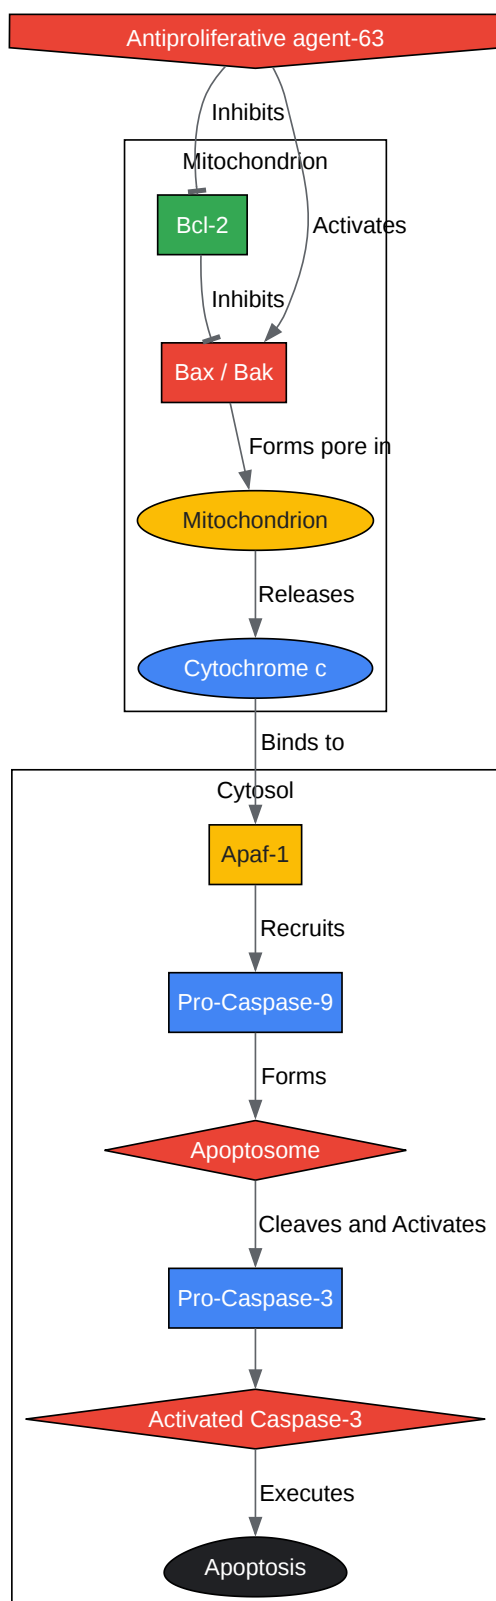 Antiproliferative agent-63
Inhibits
Mitochondrion
Bcl-2
Activates
Inhibits
Bax / Bak
Forms pore in
Mitochondrion
Releases
Cytochrome c
Binds to
Cytosol
Apaf-1
Recruits
Pro-Caspase-9
Forms
Apoptosome
Cleaves and Activates
Pro-Caspase-3
Activated Caspase-3
Executes
Apoptosis